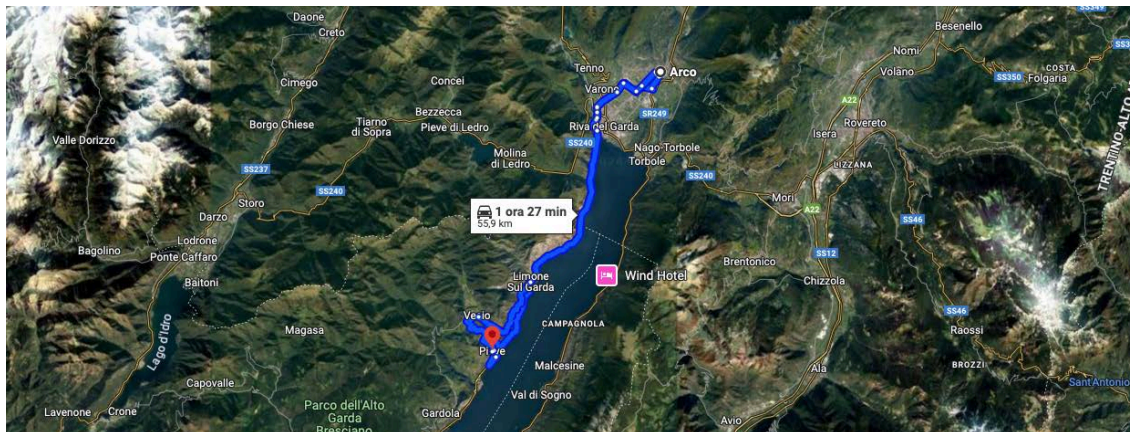 Daone
Creto
Cimego
Borgo Chiese
Valle Dorizzo
SS237
Storo
SS240
Darzo
Lodrone
Bagolino
Ponte Caffaro
Baitoni
Lago d'Idro
Magasa
Capovalle
Crone
Lavenone
Concei
Bezzecca
Tiarno
di Sopra
Pieve di Ledro
Molina
di Ledro
Tenno
Varone
Arco
SR249
Riva del Garda
SS240
Nago-Torbole
Torbole
SS240
1 ora 27 min
55,9 km
Limone
Sul Garda
Wind Hotel
CAMPAGNOLA
Malcesine
Val di Sogno
Gardola
Parco dell'Alto
Garda
Bresciano
Besenello
Nomi
Volano
A22
Isera
Rovereto
LIZZANA
Mori
A22
SS12
Brentonico
Chizzola
Ala
Avio
SS349
SS350
COSTA
Folgaria
SS3
TRENTINO-ALTO
SS46
SS46
Raossi
BROZZI
Sant'Antonio